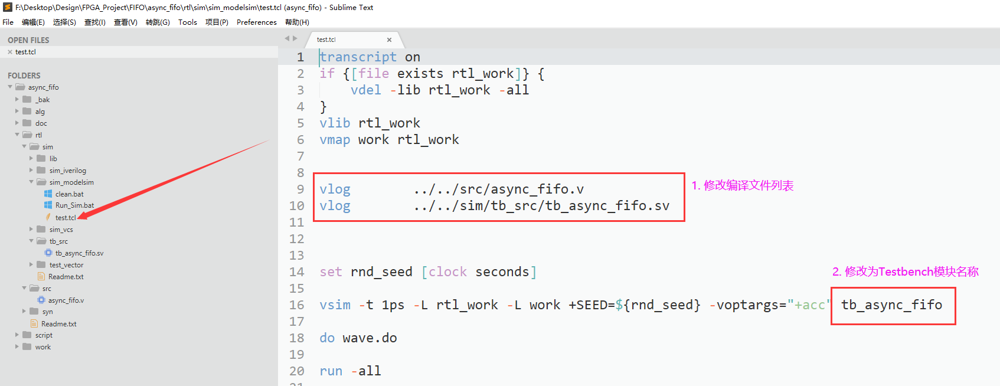 F:\Desktop\Design\FPGA_Project\FIFO\async_fifo\rtl\sim\sim_modelsim\test.tcl (async_fifo) - Sublime Text
File 编辑(E) 选择(S) 查找(I) 查看(V) 转跳(G) Tools 项目(P) Preferences 帮助(H)
OPEN FILES
test.tcl
FOLDERS
async_fifo
_bak
alg
doc
rtl
sim
lib
sim_iverilog
sim_modelsim
clean.bat
Run_Sim.bat
test.tcl
sim_vcs
tb_src
tb_async_fifo.sv
test_vector
Readme.txt
src
async_fifo.v
syn
Readme.txt
script
work
test.tcl
1 transcript on
2 if {[file exists rtl_work]} {
3 vdel -lib rtl_work -all
4 }
5 vlib rtl_work
6 vmap work rtl_work
7
8
9 vlog ../../src/async_fifo.v
10 vlog ../../sim/tb_src/tb_async_fifo.sv
11
12
13
14 set rnd_seed [clock seconds]
15
16 vsim -t 1ps -L rtl_work -L work +SEED=${rnd_seed} -voptargs="+acc" tb_async_fifo
17
18 do wave.do
19
20 run -all
21
1. 修改编译文件列表
2. 修改为Testbench模块名称